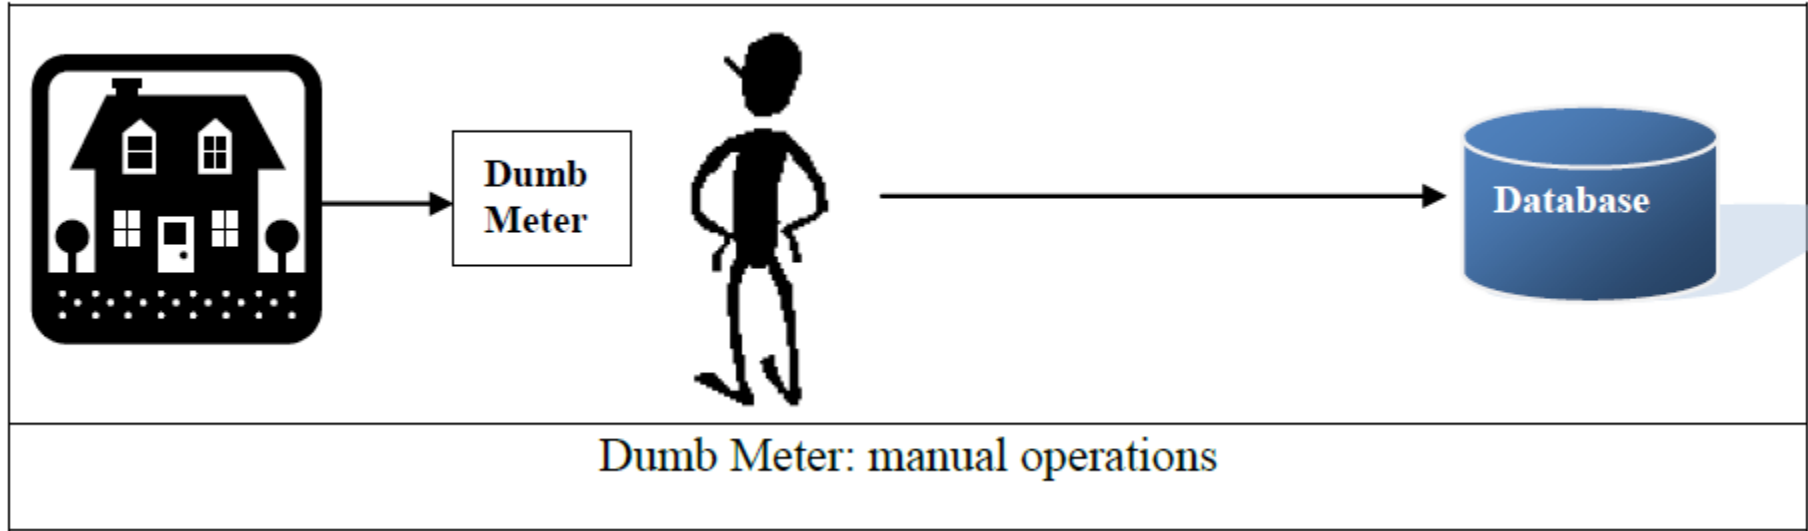 Dumb
Meter
Database
Dumb Meter: manual operations